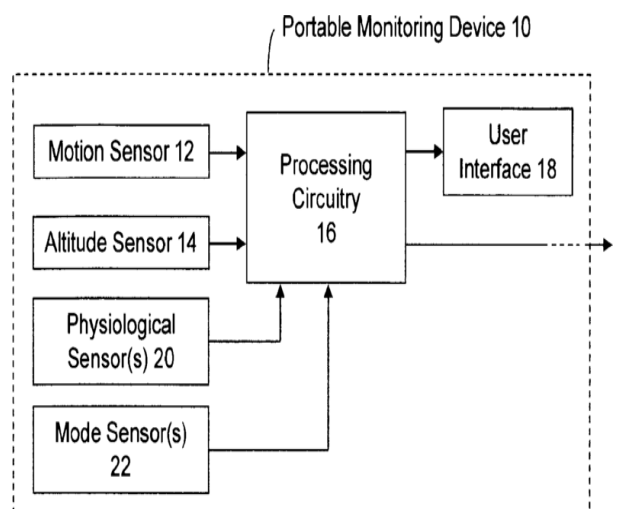 Portable Monitoring Device 10
Motion Sensor 12
Altitude Sensor 14
Physiological
Sensor(s) 20
Mode Sensor(s)
22
Processing
Circuitry
16
User
Interface 18